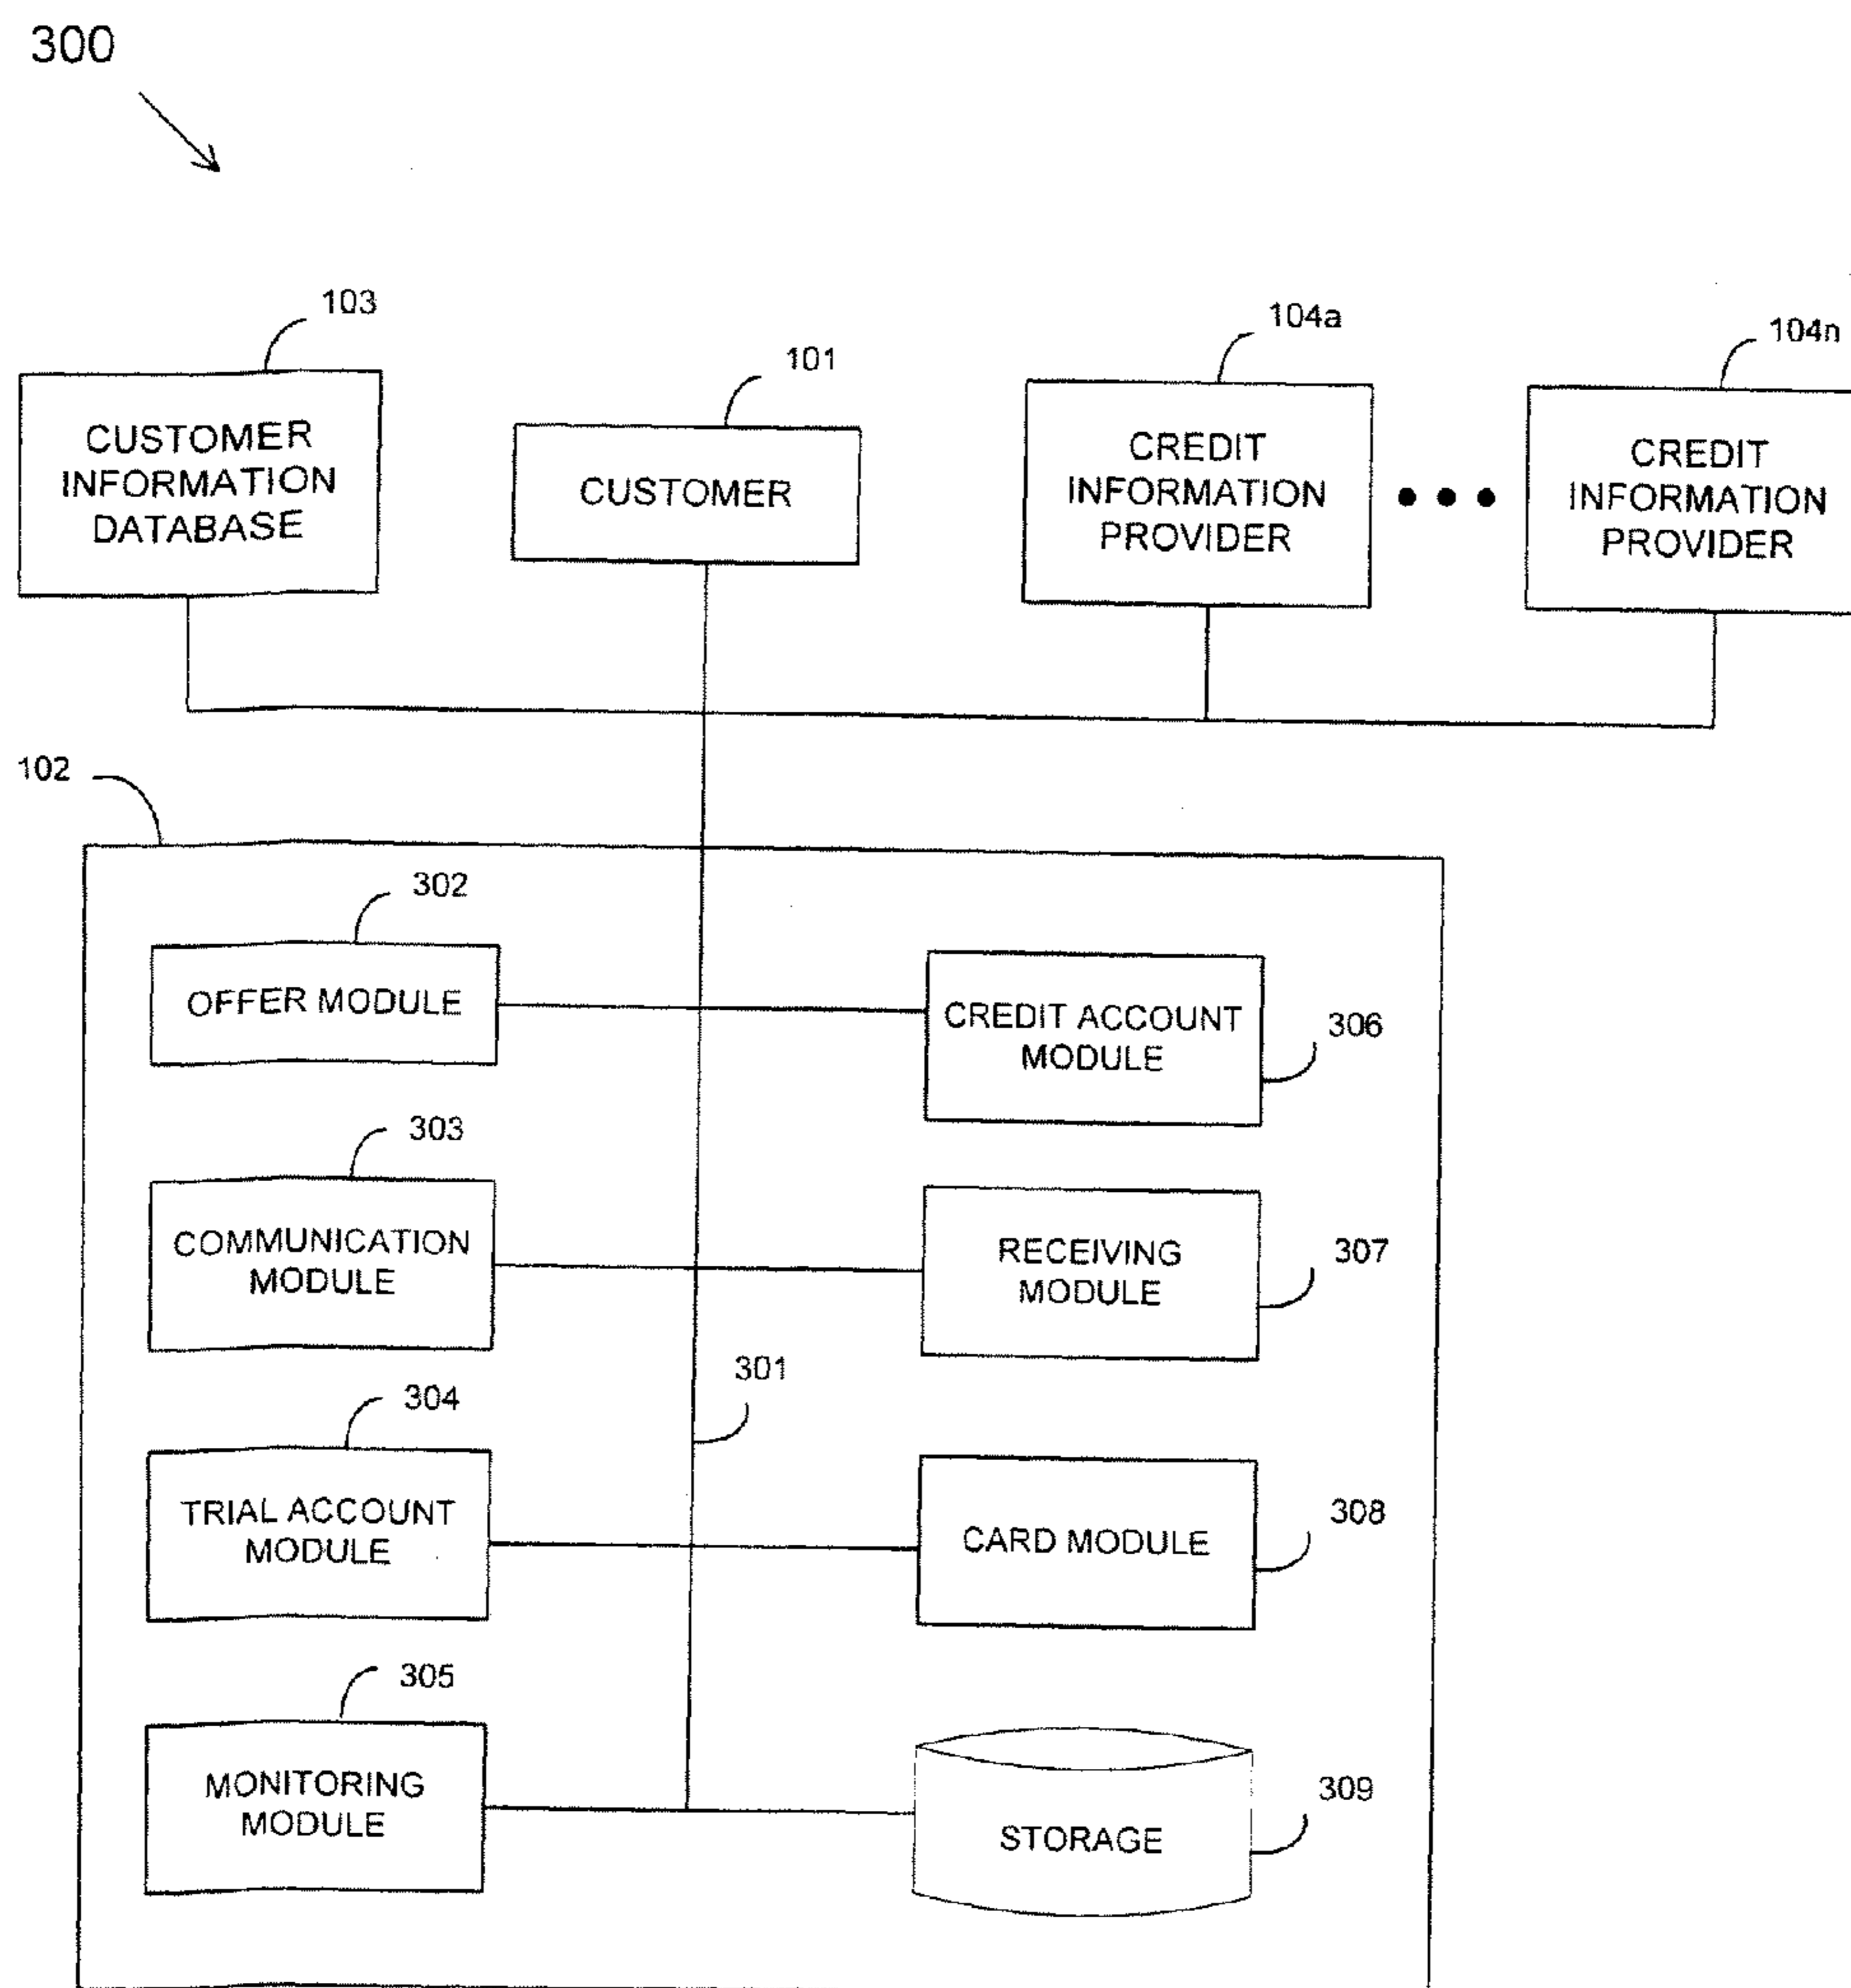 300
103
101
104a
104n
CUSTOMER
INFORMATION
DATABASE
CUSTOMER
CREDIT
INFORMATION
PROVIDER
CREDIT
INFORMATION
PROVIDER
102
302
OFFER MODULE
CREDIT ACCOUNT
MODULE
306
303
COMMUNICATION
MODULE
RECEIVING
MODULE
307
301
304
TRIAL ACCOUNT
MODULE
CARD MODULE
308
305
MONITORING
MODULE
STORAGE
309